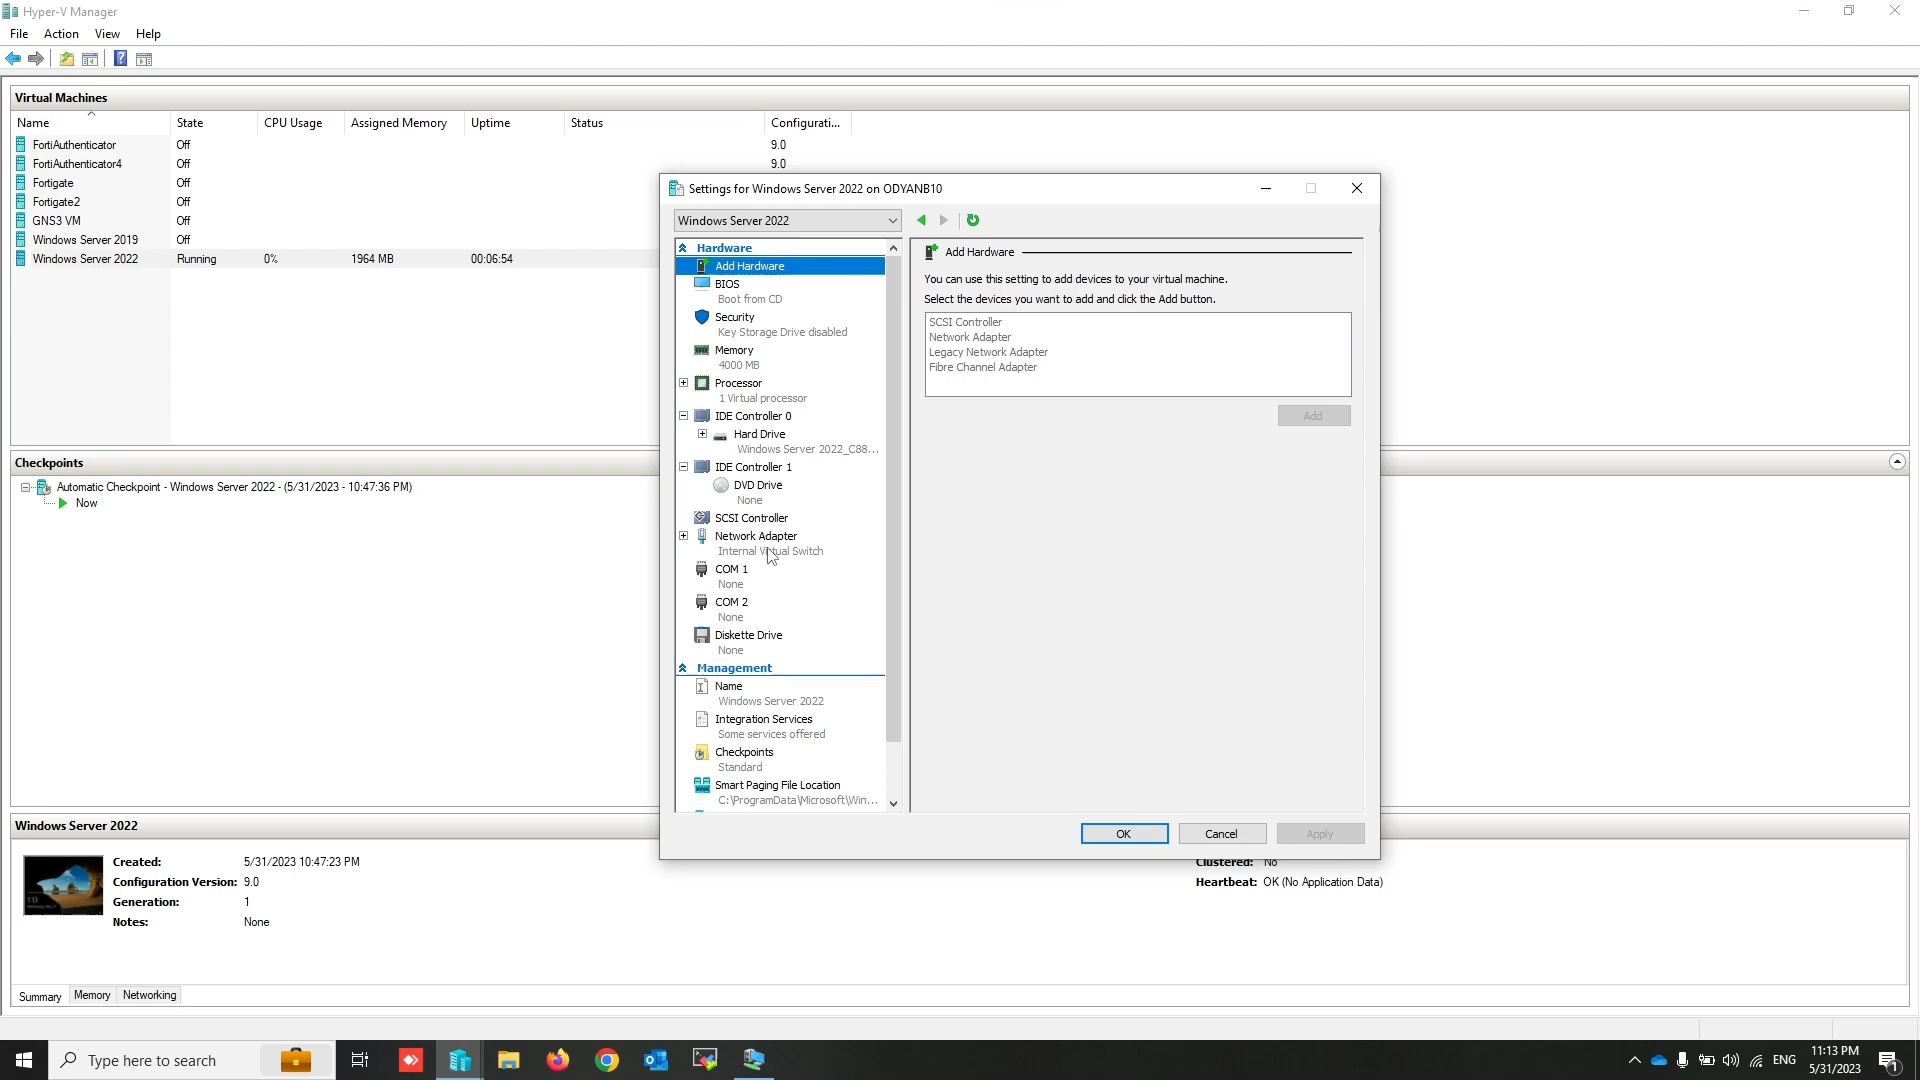 Hyper-V Manager
File Action View Help
Virtual Machines
Name State CPU Usage Assigned Memory Uptime Status Configurati...
FortiAuthenticator Off 9.0
FortiAuthenticator4 Off 9.0
Fortigate Off
Fortigate2 Off
GNS3 VM Off
Windows Server 2019 Off
Windows Server 2022 Running 0% 1964 MB 00:06:54
Checkpoints
Automatic Checkpoint - Windows Server 2022 - (5/31/2023 - 10:47:36 PM)
Now
Windows Server 2022
Created: 5/31/2023 10:47:23 PM
Configuration Version: 9.0
Generation: 1
Notes: None
Clustered: No
Heartbeat: OK (No Application Data)
Summary Memory Networking
Settings for Windows Server 2022 on ODYANB10
Windows Server 2022
Hardware
Add Hardware
BIOS
Boot from CD
Security
Key Storage Drive disabled
Memory
4000 MB
Processor
1 Virtual processor
IDE Controller 0
Hard Drive
Windows Server 2022_C88...
IDE Controller 1
DVD Drive
None
SCSI Controller
Network Adapter
Internal Virtual Switch
COM 1
None
COM 2
None
Diskette Drive
None
Management
Name
Windows Server 2022
Integration Services
Some services offered
Checkpoints
Standard
Smart Paging File Location
C:\ProgramData\Microsoft\Win...
Add Hardware
You can use this setting to add devices to your virtual machine.
Select the devices you want to add and click the Add button.
SCSI Controller
Network Adapter
Legacy Network Adapter
Fibre Channel Adapter
Add
OK Cancel Apply
Type here to search
ENG
11:13 PM
5/31/2023
1